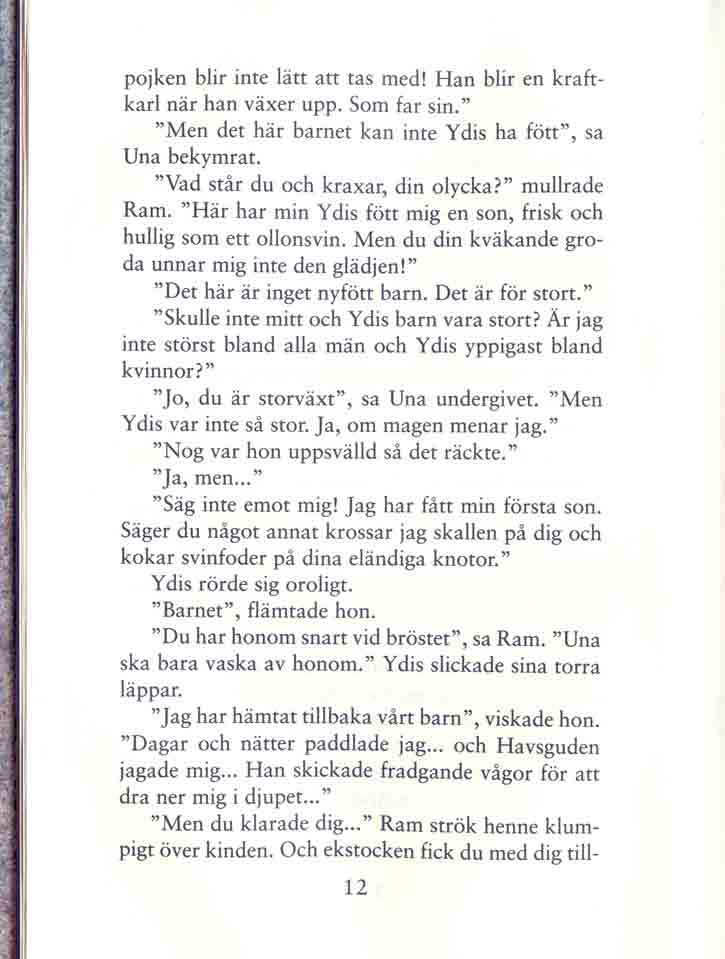 pojken blir inte lätt att tas med! Han blir en kraft-
karl när han växer upp. Som far sin.”
”Men det här barnet kan inte Ydis ha fött”, sa
Una bekymrat.
”Vad står du och kraxar, din olycka?” mullrade
Ram. ”Här har min Ydis fött mig en son, frisk och
hullig som ett ollonsvin. Men du din kväkande gro-
da unnar mig inte den glädjen!”
”Det här är inget nyfött barn. Det är för stort.”
”Skulle inte mitt och Ydis barn vara stort? Är jag
inte störst bland alla män och Ydis yppigast bland
kvinnor?”
”Jo, du är storväxt”, sa Una undergivet. ”Men
Ydis var inte så stor. Ja, om magen menar jag.”
”Nog var hon uppsvälld så det räckte.”
”Ja, men...”
”Säg inte emot mig! Jag har fått min första son.
Säger du något annat krossar jag skallen på dig och
kokar svinfoder på dina eländiga knotor.”
Ydis rörde sig oroligt.
”Barnet”, flämtade hon.
”Du har honom snart vid bröstet”, sa Ram. ”Una
ska bara vaska av honom.” Ydis slickade sina torra
läppar.
”Jag har hämtat tillbaka vårt barn”, viskade hon.
”Dagar och nätter paddlade jag... och Havsguden
jagade mig... Han skickade fradgande vågor för att
dra ner mig i djupet...”
”Men du klarade dig...” Ram strök henne klum-
pigt över kinden. Och ekstocken fick du med dig till-
12